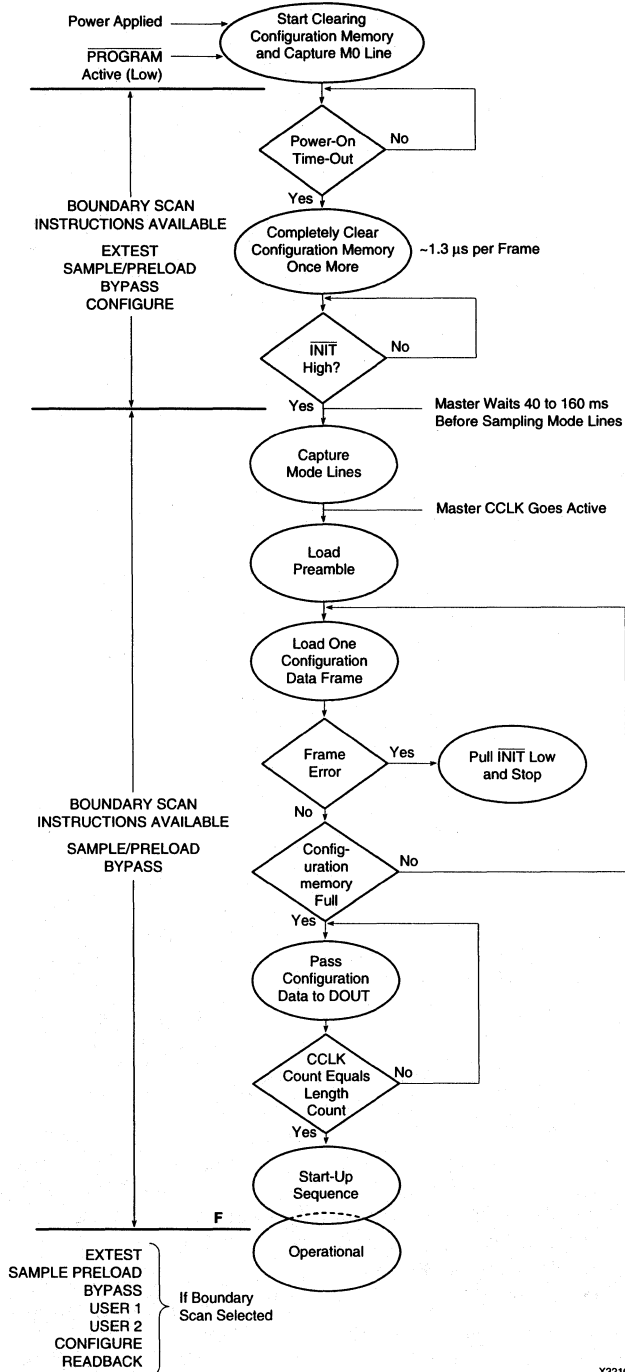 Power Applied
PROGRAM
Active (Low)
Start Clearing
Configuration Memory
and Capture M0 Line
Power-On
Time-Out
No
Yes
BOUNDARY SCAN
INSTRUCTIONS AVAILABLE
EXTEST
SAMPLE/PRELOAD
BYPASS
CONFIGURE
Completely Clear
Configuration Memory
Once More
~1.3 µs per Frame
INIT
High?
No
Yes
Master Waits 40 to 160 ms
Before Sampling Mode Lines
Capture
Mode Lines
Master CCLK Goes Active
Load
Preamble
Load One
Configuration
Data Frame
Frame
Error
Yes
Pull INIT Low
and Stop
No
BOUNDARY SCAN
INSTRUCTIONS AVAILABLE
SAMPLE/PRELOAD
BYPASS
Config-
uration
memory
Full
No
Yes
Pass
Configuration
Data to DOUT
CCLK
Count Equals
Length
Count
No
Yes
Start-Up
Sequence
F
Operational
EXTEST
SAMPLE PRELOAD
BYPASS
USER 1
USER 2
CONFIGURE
READBACK
If Boundary
Scan Selected